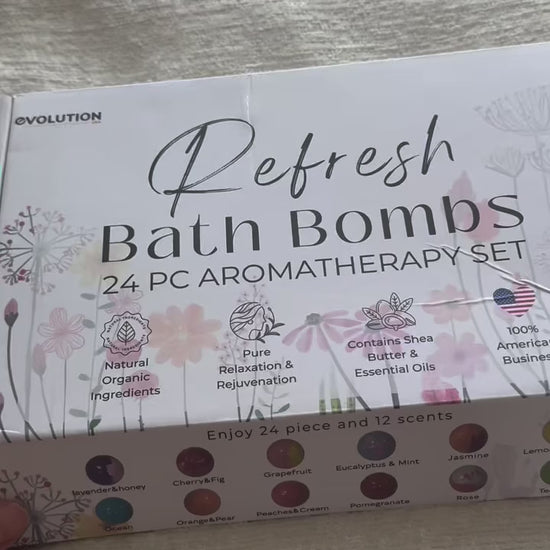 eVOLUTION
Refresh
Bath Bombs
24 PC AROMATHERAPY SET
Natural
Organic
Ingredients
Pure
Relaxation &
Rejuvenation
Contains Shea
Butter &
Essential Oils
100%
America
Busines
Enjoy 24 piece and 12 scents
lavender&honey
Cherry&Fig
Grapefruit
Eucalyptus & Mint
Jasmine
Lemo
Ocean
Orange&Pear
Peaches&Cream
Pomegranate
Rose
Te